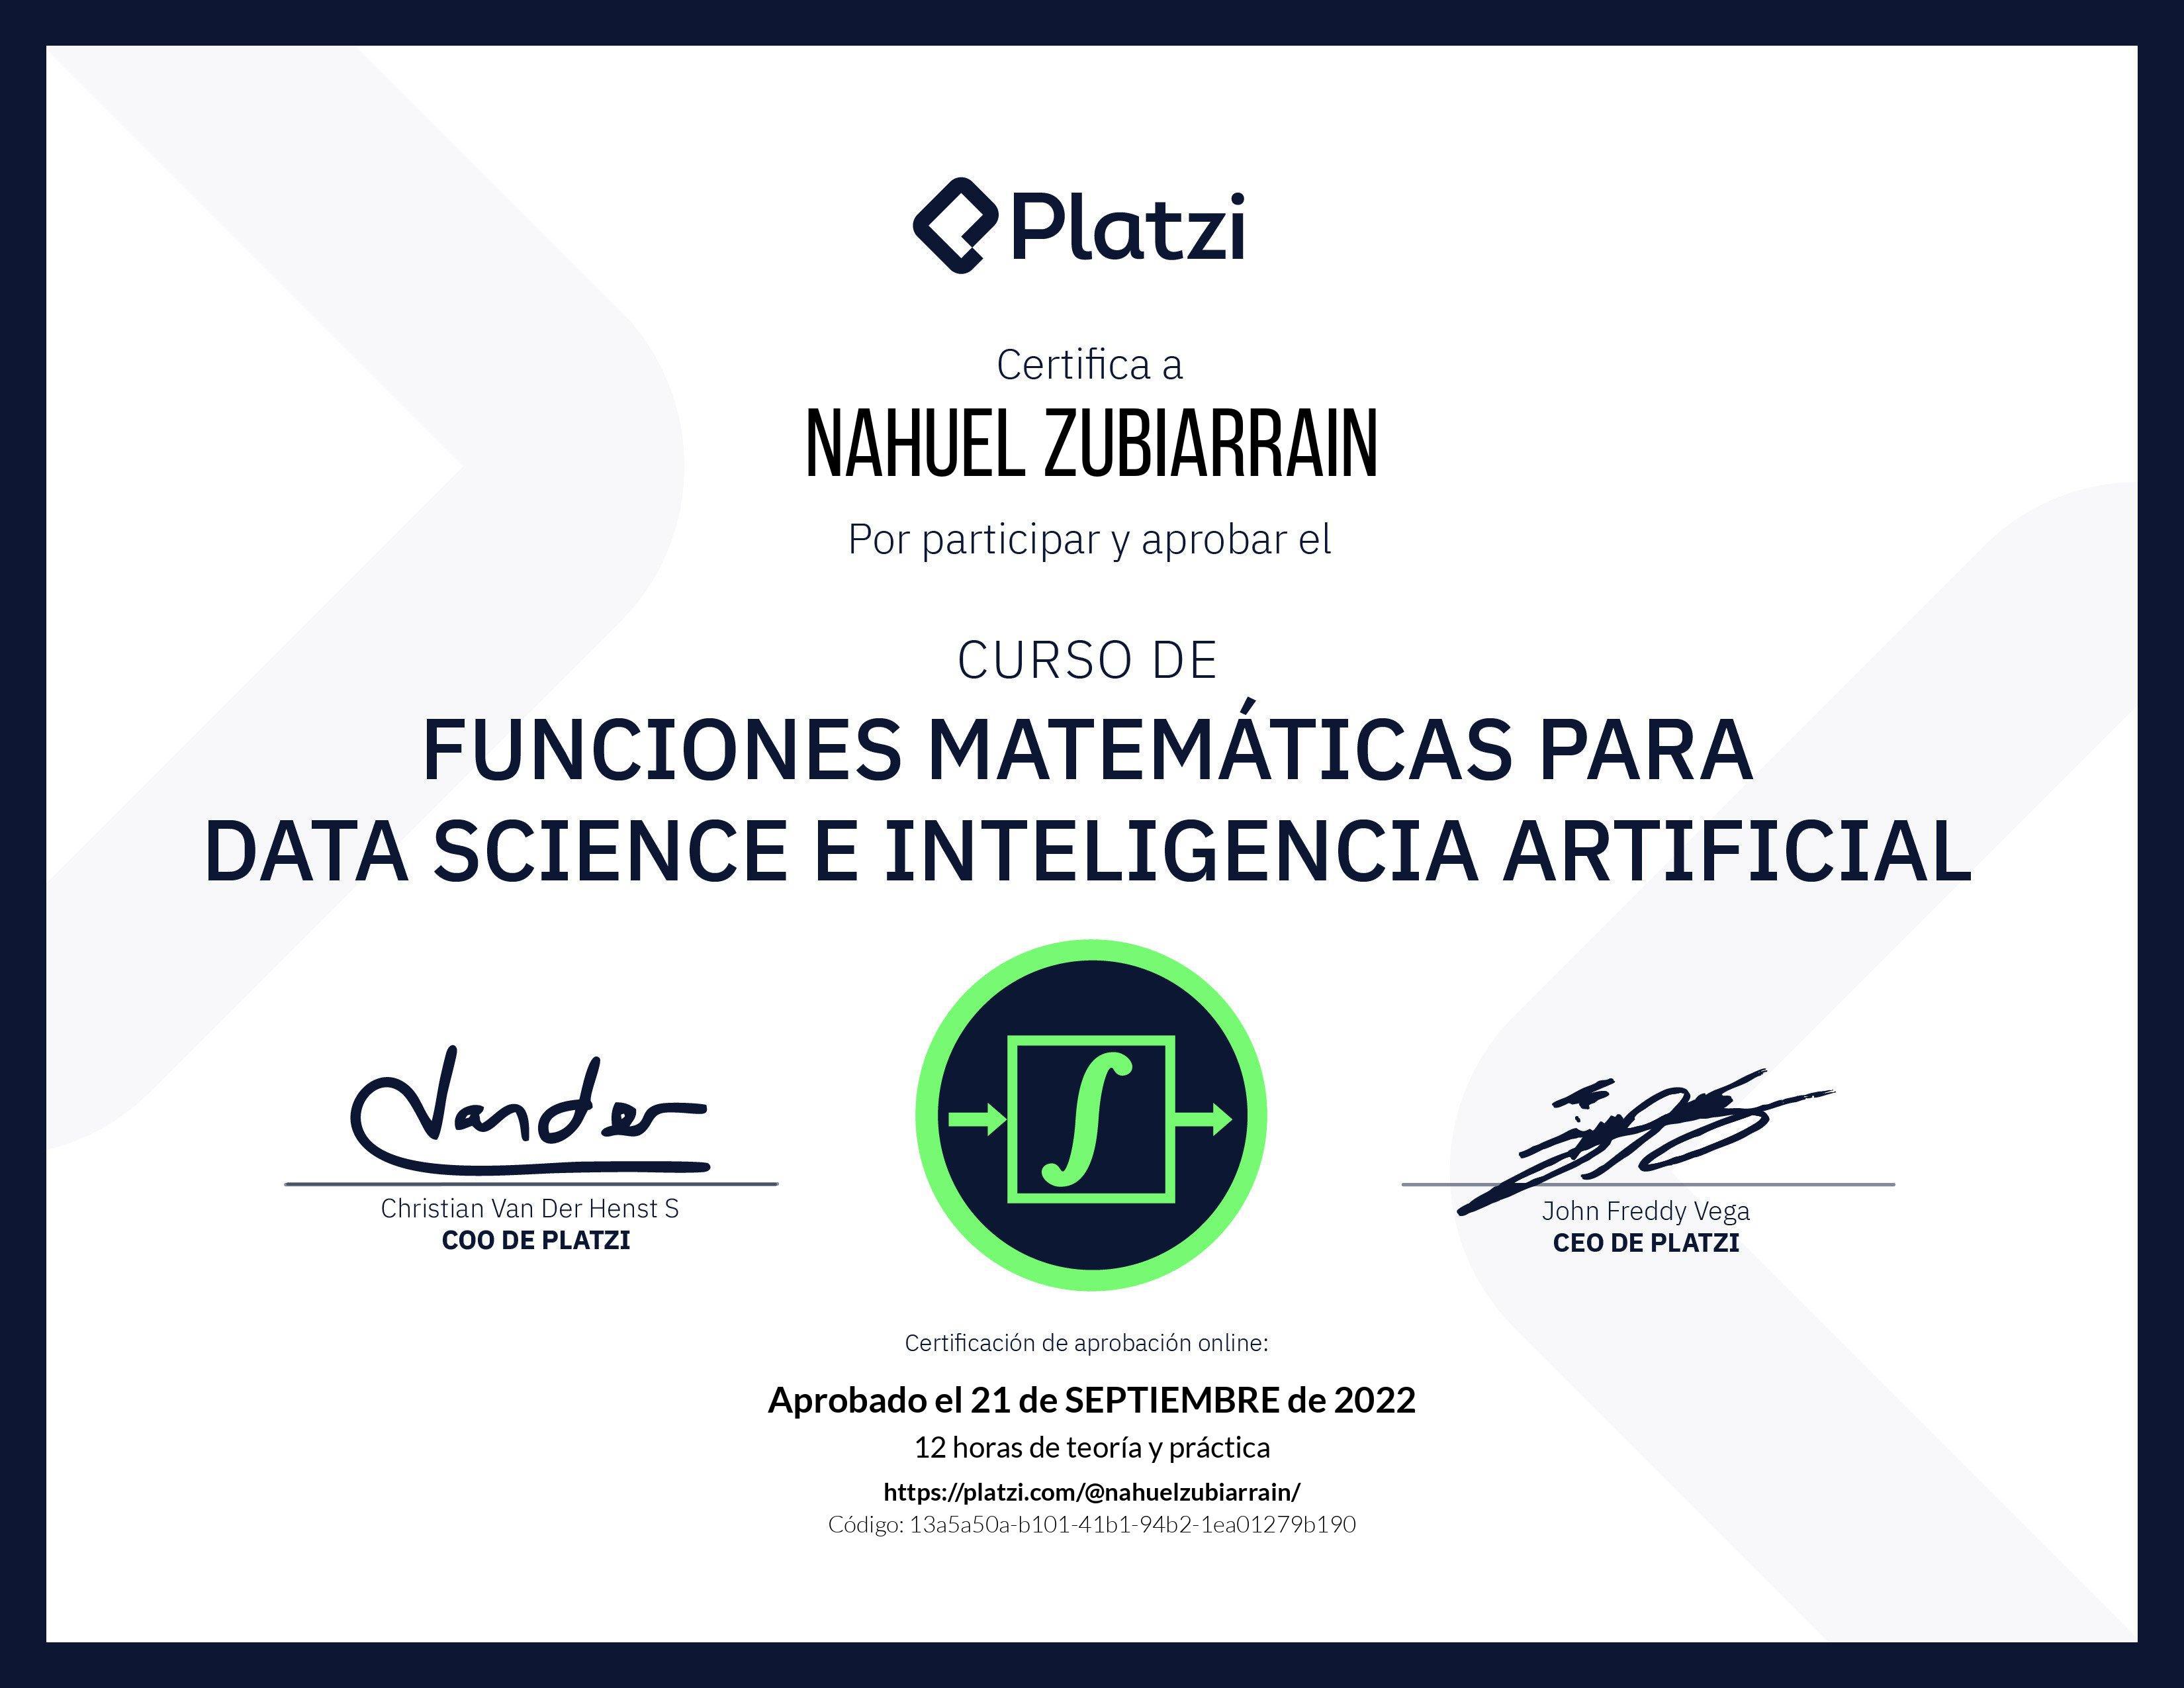 Platzi
Certifica a
NAHUEL ZUBIARRAIN
Por participar y aprobar el
CURSO DE
FUNCIONES MATEMÁTICAS PARA
DATA SCIENCE E INTELIGENCIA ARTIFICIAL
∫
Vander
Christian Van Der Henst S
COO DE PLATZI
John Freddy Vega
CEO DE PLATZI
Certificación de aprobación online:
Aprobado el 21 de SEPTIEMBRE de 2022
12 horas de teoría y práctica
https://platzi.com/@nahuelzubiarrain/
Código: 13a5a50a-b101-41b1-94b2-1ea01279b190